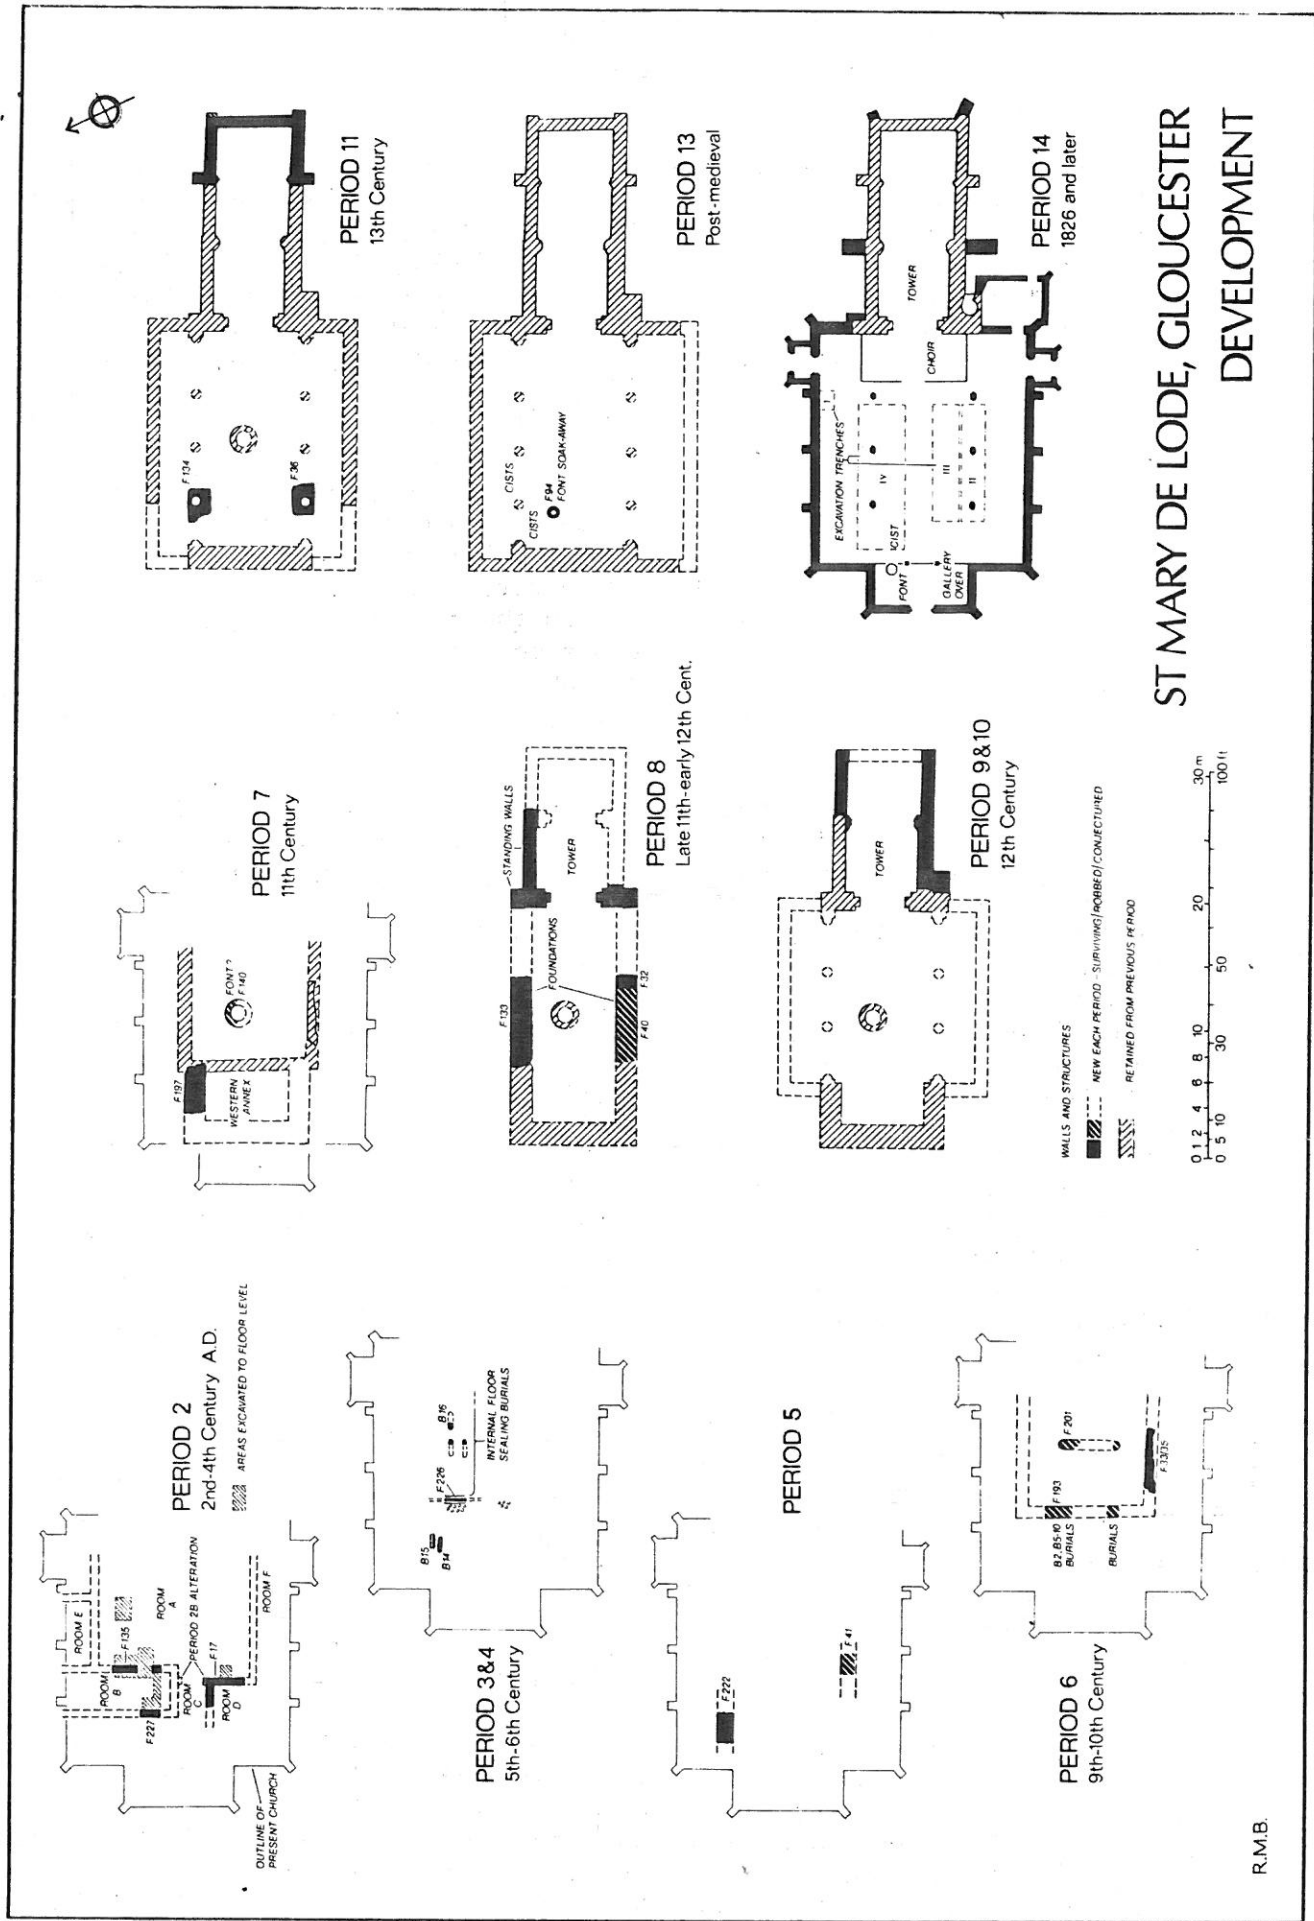 PERIOD 2
2nd-4th Century A.D.
AREAS EXCAVATED TO FLOOR LEVEL
ROOM E
ROOM
B
F135
ROOM
A
F227
ROOM
C
PERIOD 2B ALTERATION
F17
ROOM
D
ROOM F
OUTLINE OF
PRESENT CHURCH
PERIOD 3&4
5th-6th Century
B15
B14
F226
B16
INTERNAL FLOOR
SEALING BURIALS
PERIOD 5
F222
F41
PERIOD 6
9th-10th Century
F201
F193
B2, B5-10
BURIALS
BURIALS
F33/35
R.M.B.
PERIOD 7
11th Century
F197
WESTERN
ANNEX
FONT?
F140
PERIOD 8
Late 11th-early 12th Cent.
STANDING WALLS
TOWER
FOUNDATIONS
F133
F32
F40
PERIOD 9&10
12th Century
TOWER
WALLS AND STRUCTURES
NEW EACH PERIOD - SURVIVING/ROBBED/CONJECTURED
RETAINED FROM PREVIOUS PERIOD
0 1 2 4 6 8 10 20 30 m
0 5 10 30 50 100 ft
PERIOD 11
13th Century
F134
F36
PERIOD 13
Post-medieval
CISTS
CISTS
F94
FONT SOAK-AWAY
PERIOD 14
1826 and later
TOWER
CHOIR
EXCAVATION TRENCHES
I
IV
III
II
CIST
FONT
GALLERY
OVER
ST MARY DE LODE, GLOUCESTER
DEVELOPMENT